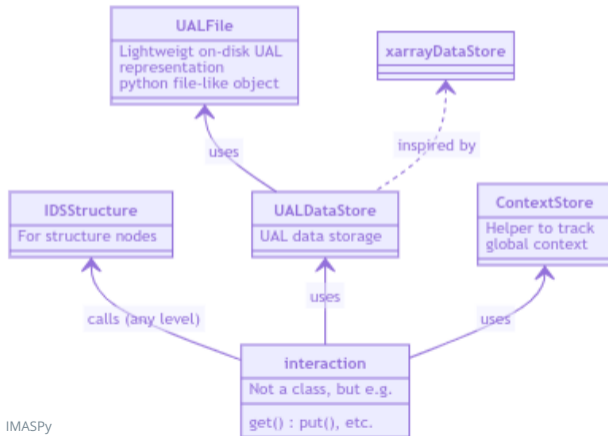 UALFile
Lightweigt on-disk UAL
representation
python file-like object
xarrayDataStore
uses
inspired by
IDSStructure
For structure nodes
UALDataStore
UAL data storage
ContextStore
Helper to track
global context
calls (any level)
uses
uses
interaction
Not a class, but e.g.
get() : put(), etc.
IMASPy